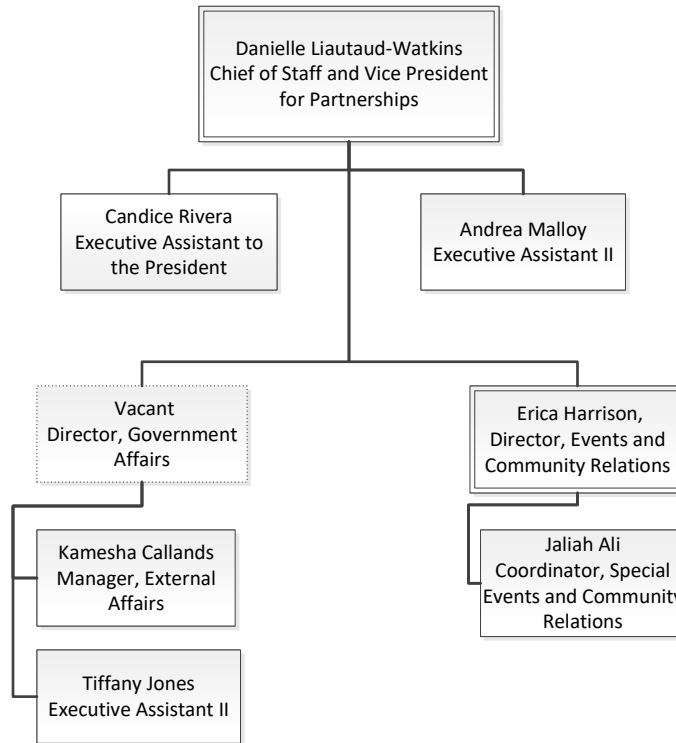 Danielle Liautaud-Watkins
Chief of Staff and Vice President
for Partnerships
Candice Rivera
Executive Assistant to
the President
Andrea Malloy
Executive Assistant II
Vacant
Director, Government
Affairs
Erica Harrison,
Director, Events and
Community Relations
Kamesha Callands
Manager, External
Affairs
Jaliah Ali
Coordinator, Special
Events and Community
Relations
Tiffany Jones
Executive Assistant II